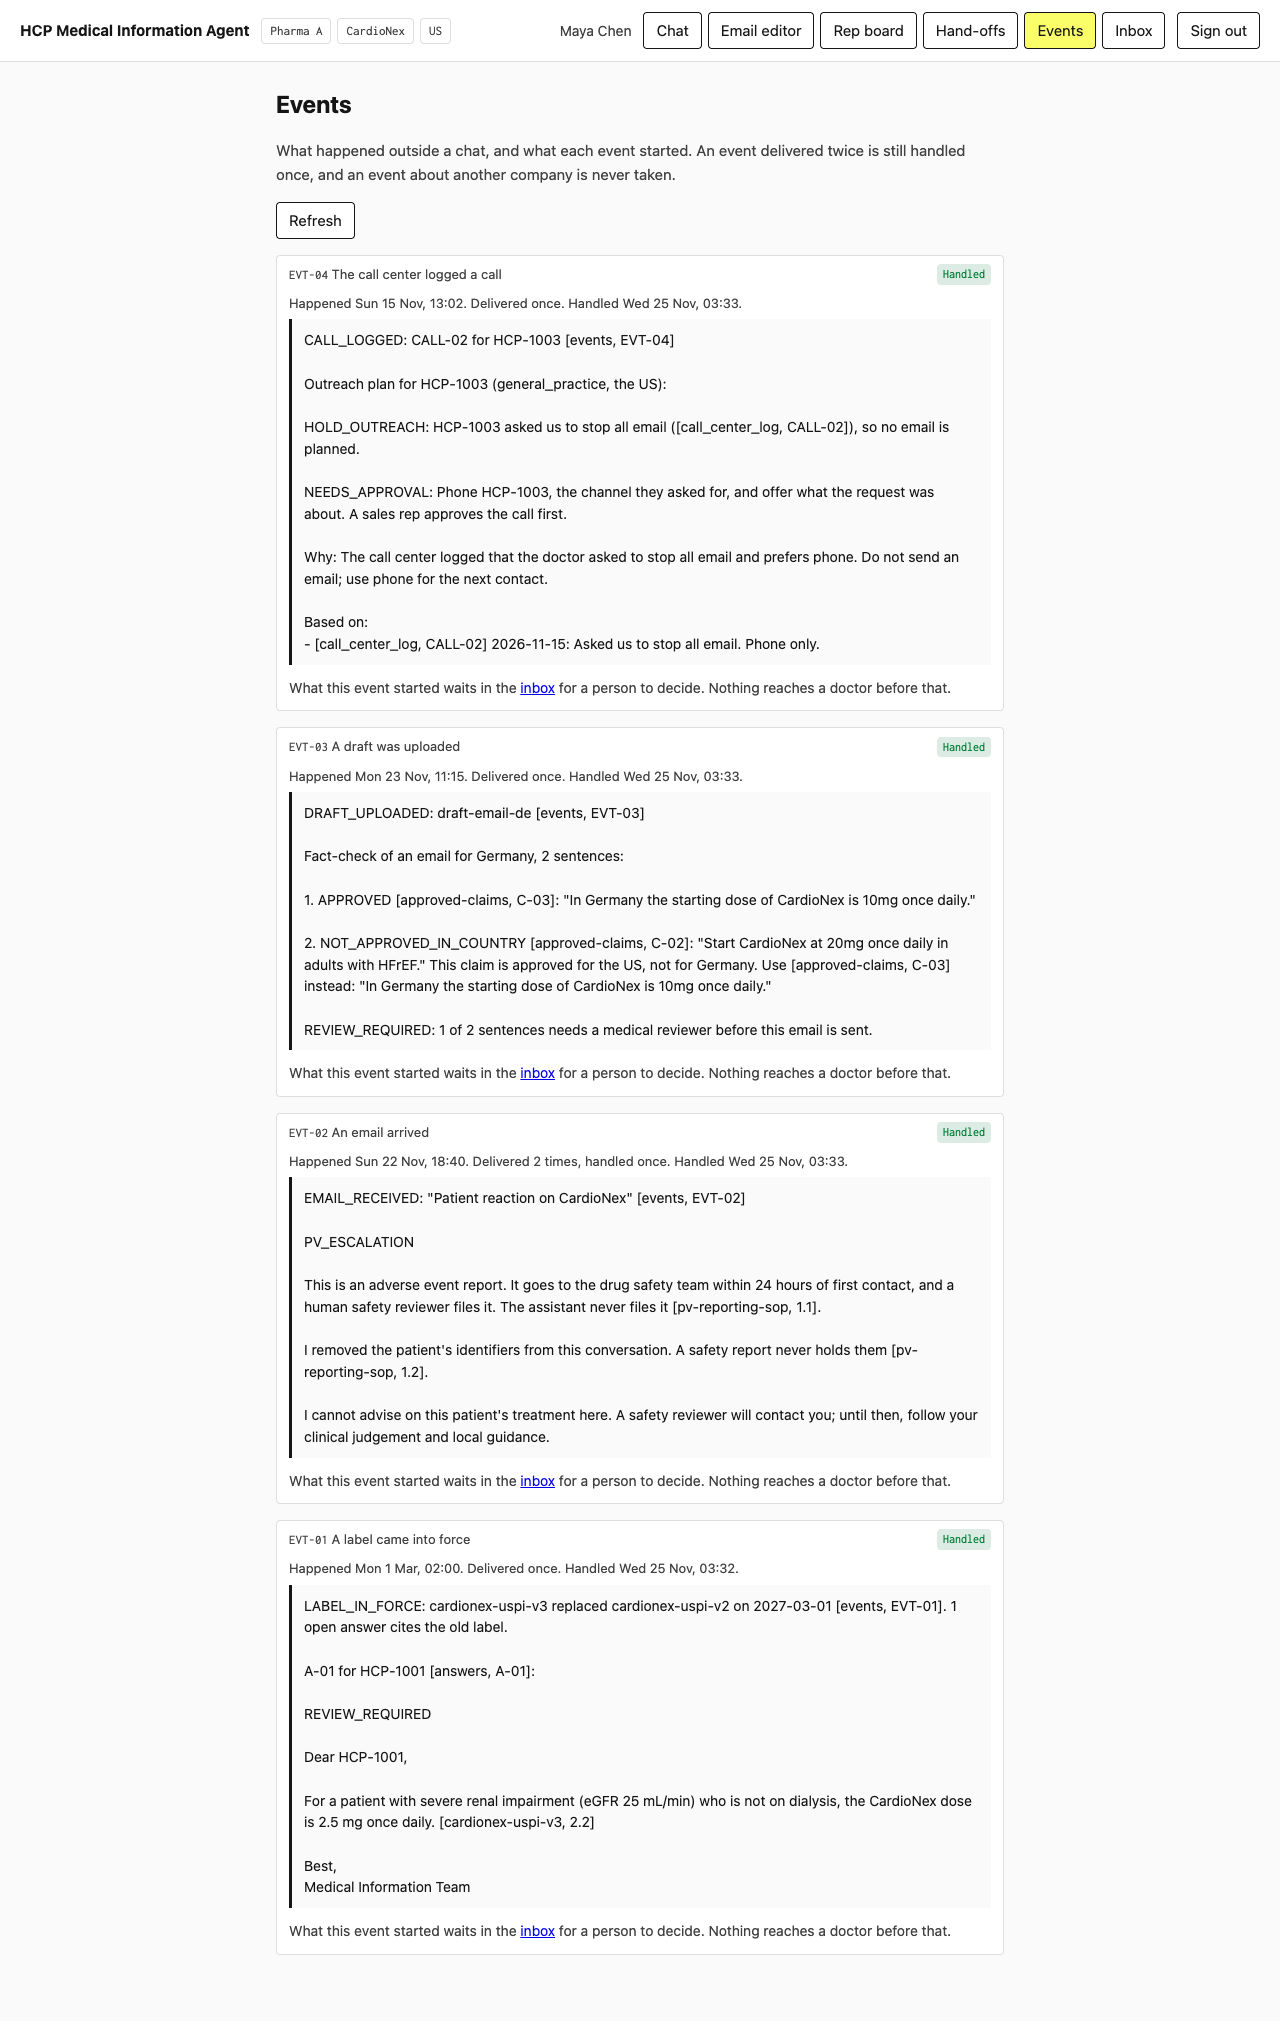 HCP Medical Information Agent Pharma A CardioNex US Maya Chen Chat Email editor Rep board Hand-offs Events Inbox Sign out
Events
What happened outside a chat, and what each event started. An event delivered twice is still handled
once, and an event about another company is never taken.
Refresh
EVT-04 The call center logged a call Handled
Happened Sun 15 Nov, 13:02. Delivered once. Handled Wed 25 Nov, 03:33.
CALL_LOGGED: CALL-02 for HCP-1003 [events, EVT-04]
Outreach plan for HCP-1003 (general_practice, the US):
HOLD_OUTREACH: HCP-1003 asked us to stop all email ([call_center_log, CALL-02]), so no email is
planned.
NEEDS_APPROVAL: Phone HCP-1003, the channel they asked for, and offer what the request was
about. A sales rep approves the call first.
Why: The call center logged that the doctor asked to stop all email and prefers phone. Do not send an
email; use phone for the next contact.
Based on:
- [call_center_log, CALL-02] 2026-11-15: Asked us to stop all email. Phone only.
What this event started waits in the inbox for a person to decide. Nothing reaches a doctor before that.
EVT-03 A draft was uploaded Handled
Happened Mon 23 Nov, 11:15. Delivered once. Handled Wed 25 Nov, 03:33.
DRAFT_UPLOADED: draft-email-de [events, EVT-03]
Fact-check of an email for Germany, 2 sentences:
1. APPROVED [approved-claims, C-03]: "In Germany the starting dose of CardioNex is 10mg once daily."
2. NOT_APPROVED_IN_COUNTRY [approved-claims, C-02]: "Start CardioNex at 20mg once daily in
adults with HFrEF." This claim is approved for the US, not for Germany. Use [approved-claims, C-03]
instead: "In Germany the starting dose of CardioNex is 10mg once daily."
REVIEW_REQUIRED: 1 of 2 sentences needs a medical reviewer before this email is sent.
What this event started waits in the inbox for a person to decide. Nothing reaches a doctor before that.
EVT-02 An email arrived Handled
Happened Sun 22 Nov, 18:40. Delivered 2 times, handled once. Handled Wed 25 Nov, 03:33.
EMAIL_RECEIVED: "Patient reaction on CardioNex" [events, EVT-02]
PV_ESCALATION
This is an adverse event report. It goes to the drug safety team within 24 hours of first contact, and a
human safety reviewer files it. The assistant never files it [pv-reporting-sop, 1.1].
I removed the patient's identifiers from this conversation. A safety report never holds them [pv-
reporting-sop, 1.2].
I cannot advise on this patient's treatment here. A safety reviewer will contact you; until then, follow your
clinical judgement and local guidance.
What this event started waits in the inbox for a person to decide. Nothing reaches a doctor before that.
EVT-01 A label came into force Handled
Happened Mon 1 Mar, 02:00. Delivered once. Handled Wed 25 Nov, 03:32.
LABEL_IN_FORCE: cardionex-uspi-v3 replaced cardionex-uspi-v2 on 2027-03-01 [events, EVT-01]. 1
open answer cites the old label.
A-01 for HCP-1001 [answers, A-01]:
REVIEW_REQUIRED
Dear HCP-1001,
For a patient with severe renal impairment (eGFR 25 mL/min) who is not on dialysis, the CardioNex dose
is 2.5 mg once daily. [cardionex-uspi-v3, 2.2]
Best,
Medical Information Team
What this event started waits in the inbox for a person to decide. Nothing reaches a doctor before that.